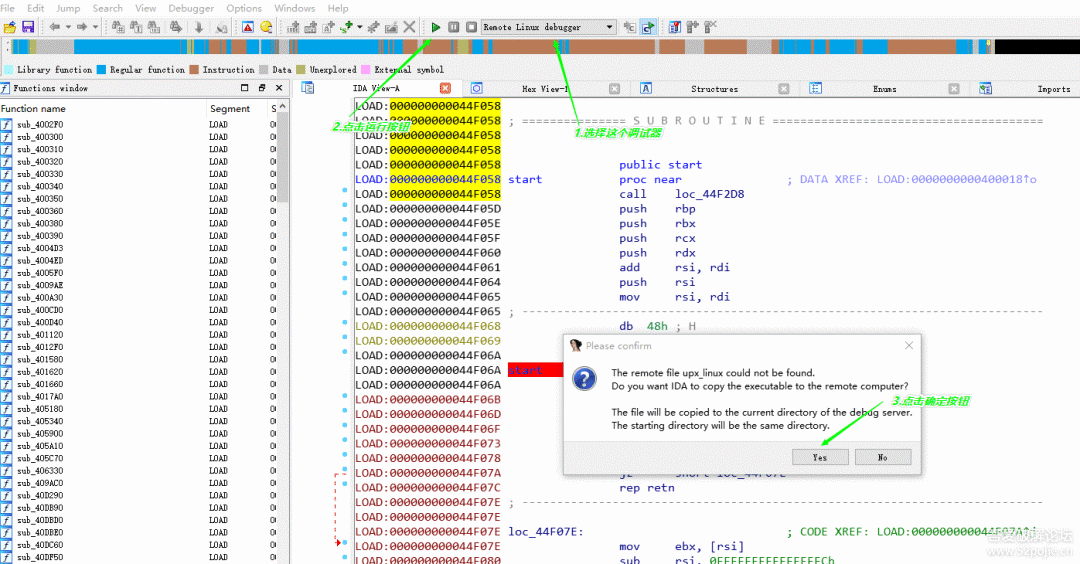 File Edit Jump Search View Debugger Options Windows Help
Remote Linux debugger
Library function Regular function Instruction Data Unexplored External symbol
Functions window
IDA View-A Hex View-1 Structures Enums Imports
Function name Segment S
sub_4002F0 LOAD
sub_400300 LOAD
sub_400310 LOAD
sub_400320 LOAD
sub_400330 LOAD
sub_400340 LOAD
sub_400350 LOAD
sub_400360 LOAD
sub_400380 LOAD
sub_400390 LOAD
sub_4004D3 LOAD
sub_4004ED LOAD
sub_4005F0 LOAD
sub_4009AE LOAD
sub_400A30 LOAD
sub_400CD0 LOAD
sub_400D40 LOAD
sub_401120 LOAD
sub_4012F0 LOAD
sub_401580 LOAD
sub_401620 LOAD
sub_401660 LOAD
sub_4017A0 LOAD
sub_405180 LOAD
sub_405340 LOAD
sub_405900 LOAD
sub_405A10 LOAD
sub_405C70 LOAD
sub_406330 LOAD
sub_409AC0 LOAD
sub_40D290 LOAD
sub_40DB90 LOAD
sub_40DBD0 LOAD
sub_40DBE0 LOAD
sub_40DC60 LOAD
sub_40DF50 LOAD
2.点击运行按钮
1.选择这个调试器
LOAD:000000000044F058
LOAD:000000000044F058 ; =============== S U B R O U T I N E =======================================
LOAD:000000000044F058
LOAD:000000000044F058
LOAD:000000000044F058 public start
LOAD:000000000044F058 start proc near ; DATA XREF: LOAD:0000000000400018↑o
LOAD:000000000044F058 call loc_44F2D8
LOAD:000000000044F05D push rbp
LOAD:000000000044F05E push rbx
LOAD:000000000044F05F push rcx
LOAD:000000000044F060 push rdx
LOAD:000000000044F061 add rsi, rdi
LOAD:000000000044F064 push rsi
LOAD:000000000044F065 mov rsi, rdi
LOAD:000000000044F065 ; ---------------------------------------------------------------------------
LOAD:000000000044F068 db 48h ; H
LOAD:000000000044F069
LOAD:000000000044F06A
LOAD:000000000044F06A start
LOAD:000000000044F06A
LOAD:000000000044F06B
LOAD:000000000044F06D
LOAD:000000000044F06F
LOAD:000000000044F073
LOAD:000000000044F078
LOAD:000000000044F07A jz short loc_44F07E
LOAD:000000000044F07C rep retn
LOAD:000000000044F07E ; ---------------------------------------------------------------------------
LOAD:000000000044F07E
LOAD:000000000044F07E loc_44F07E: ; CODE XREF: LOAD:000000000044F07A↑j
LOAD:000000000044F07E mov ebx, [rsi]
LOAD:000000000044F080 sub rsi, 0FFFFFFFFFFFFFFFCh
Please confirm
The remote file upx_linux could not be found.
Do you want IDA to copy the executable to the remote computer?
The file will be copied to the current directory of the debug server.
The starting directory will be the same directory.
3.点击确定按钮
Yes No
吾爱破解论坛
www.52pojie.cn